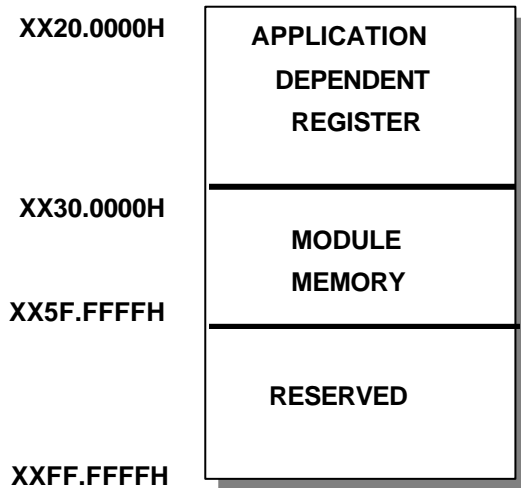 XX20.0000H
APPLICATION
DEPENDENT
REGISTER
XX30.0000H
MODULE
MEMORY
XX5F.FFFFH
RESERVED
XXFF.FFFFH